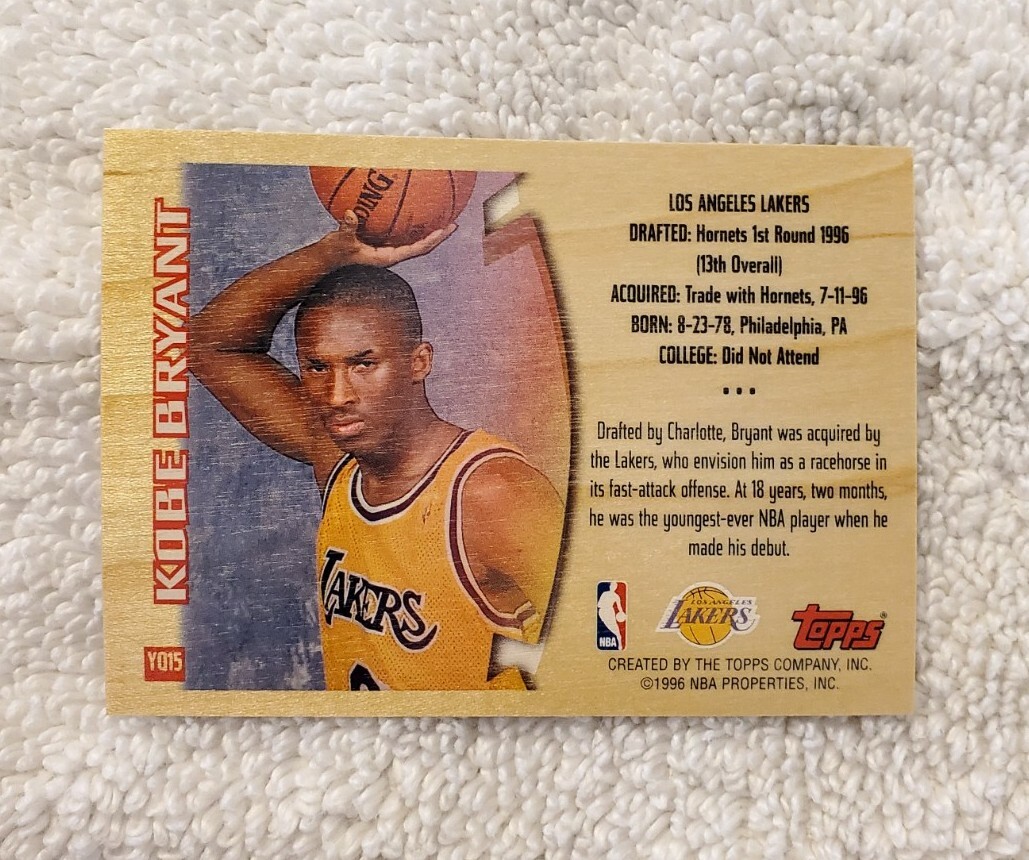 KOBE BRYANT
YQ15
DING
LAKERS
LOS ANGELES LAKERS
DRAFTED: Hornets 1st Round 1996
(13th Overall)
ACQUIRED: Trade with Hornets, 7-11-96
BORN: 8-23-78, Philadelphia, PA
COLLEGE: Did Not Attend
...
Drafted by Charlotte, Bryant was acquired by
the Lakers, who envision him as a racehorse in
its fast-attack offense. At 18 years, two months,
he was the youngest-ever NBA player when he
made his debut.
NBA
LOS ANGELES
LAKERS
TOPPS®
CREATED BY THE TOPPS COMPANY, INC.
©1996 NBA PROPERTIES, INC.